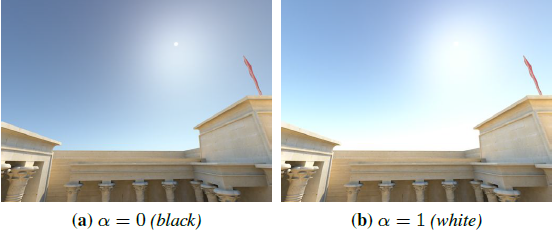 (a) α = 0 (black)
(b) α = 1 (white)